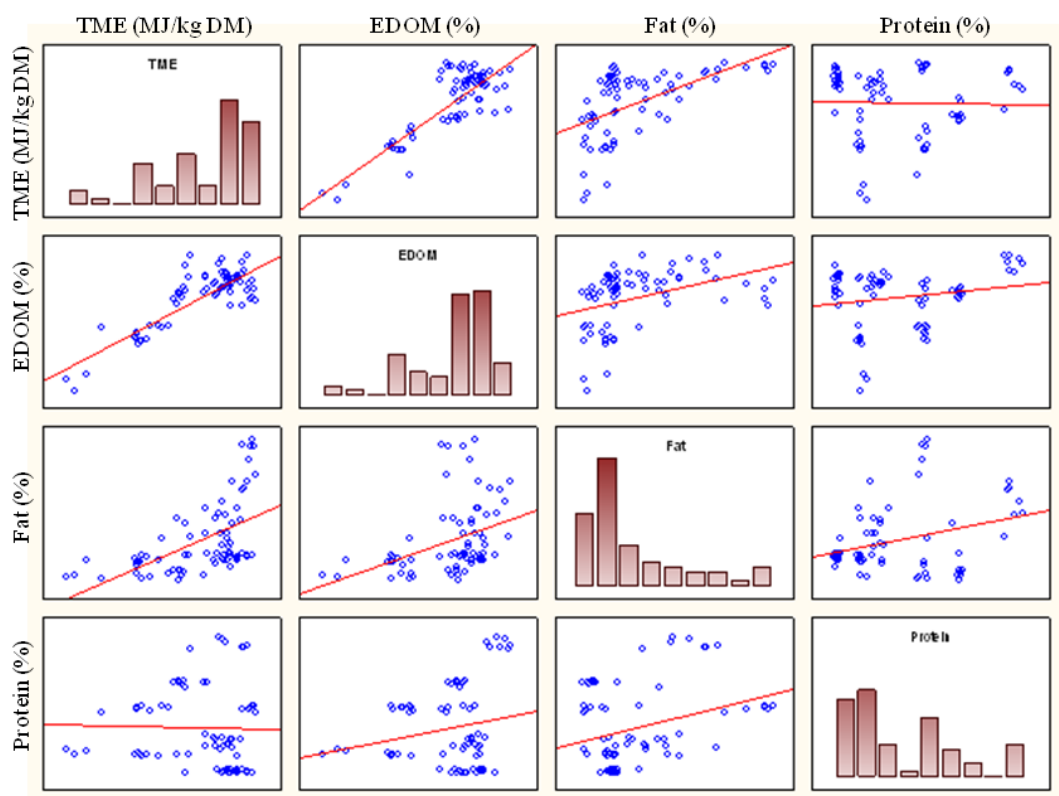 TME (MJ/kg DM) EDOM (%) Fat (%) Protein (%)
TME (MJ/kg DM)
TME
EDOM (%)
EDOM
Fat (%)
Fat
Protein (%)
Protein